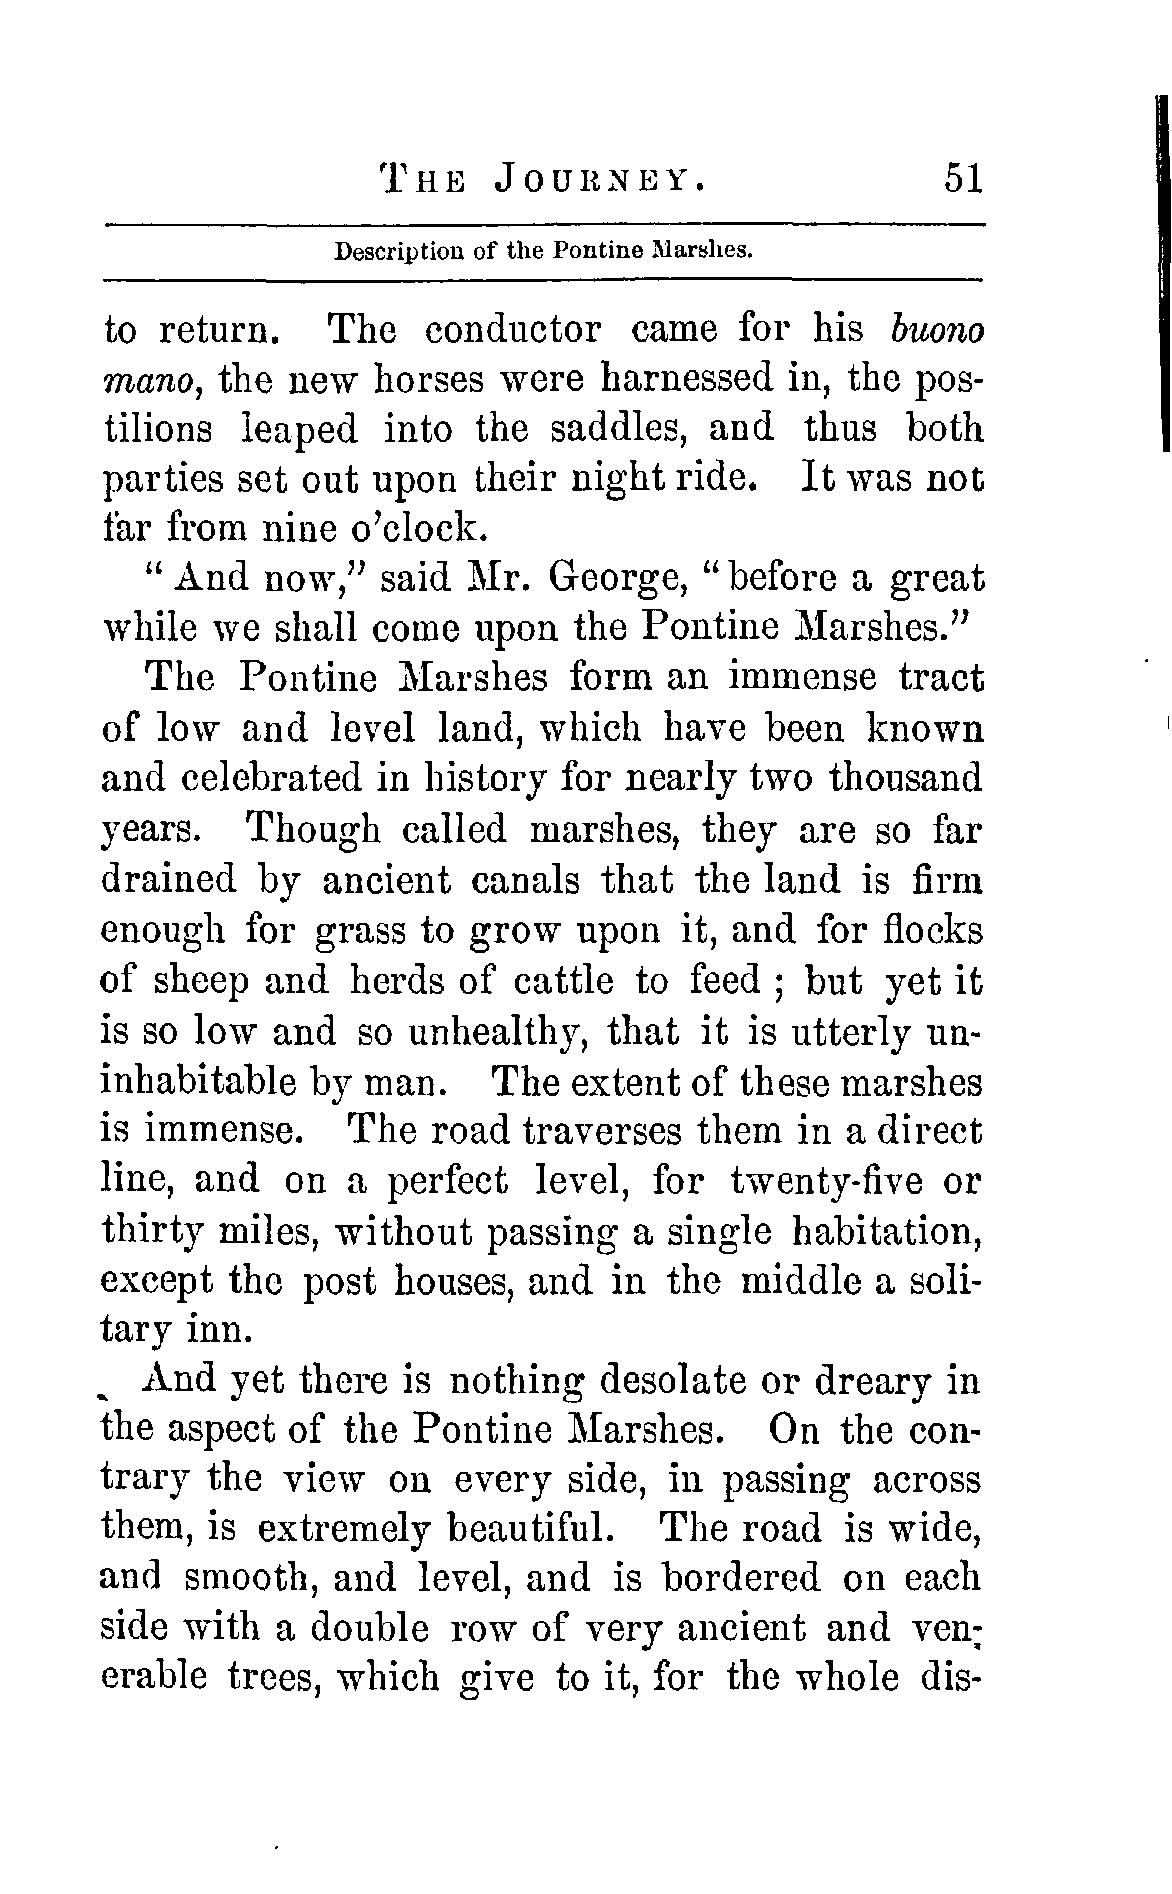 THE JOURNEY. 51
Description of the Pontine Marshes.
to return. The conductor came for his buono
mano, the new horses were harnessed in, the pos-
tilions leaped into the saddles, and thus both
parties set out upon their night ride. It was not
far from nine o'clock.
" And now," said Mr. George, " before a great
while we shall come upon the Pontine Marshes."
The Pontine Marshes form an immense tract
of low and level land, which have been known
and celebrated in history for nearly two thousand
years. Though called marshes, they are so far
drained by ancient canals that the land is firm
enough for grass to grow upon it, and for flocks
of sheep and herds of cattle to feed ; but yet it
is so low and so unhealthy, that it is utterly un-
inhabitable by man. The extent of these marshes
is immense. The road traverses them in a direct
line, and on a perfect level, for twenty-five or
thirty miles, without passing a single habitation,
except the post houses, and in the middle a soli-
tary inn.
And yet there is nothing desolate or dreary in
the aspect of the Pontine Marshes. On the con-
trary the view on every side, in passing across
them, is extremely beautiful. The road is wide,
and smooth, and level, and is bordered on each
side with a double row of very ancient and ven-
erable trees, which give to it, for the whole dis-